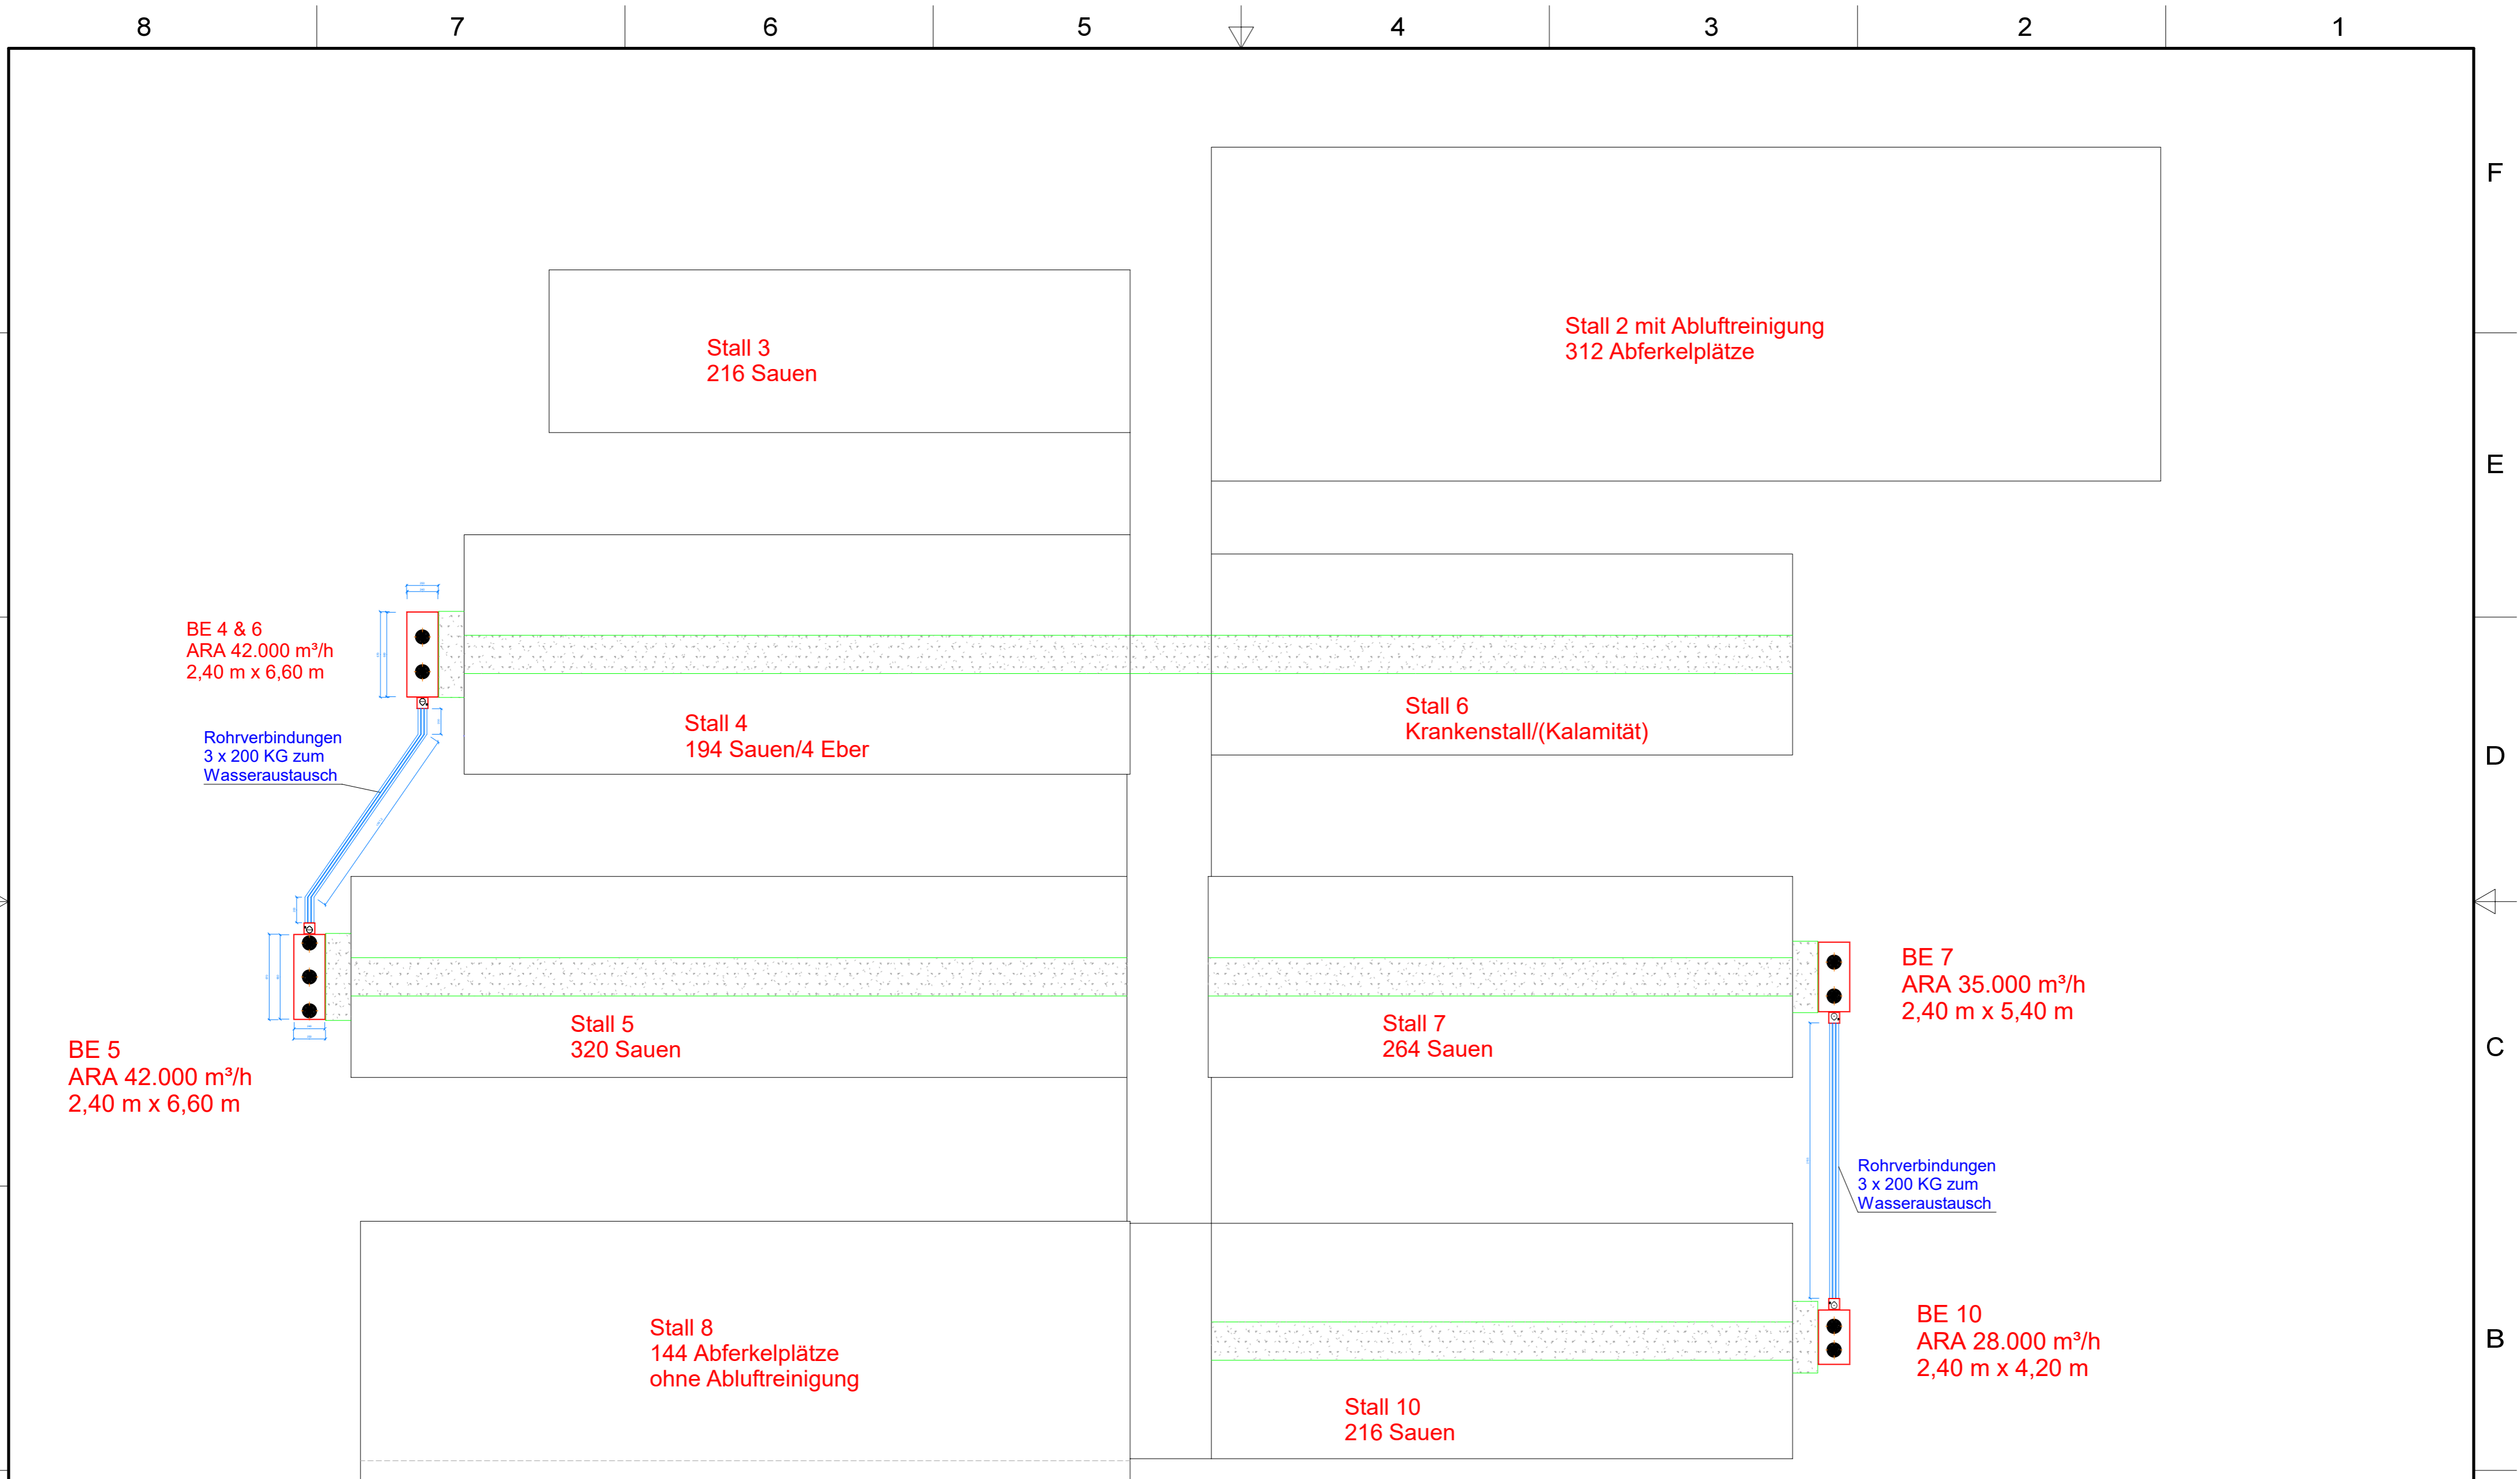 8 7 6 5 4 3 2 1
F
Stall 2 mit Abluftreinigung
312 Abferkelplätze
Stall 3
216 Sauen
E
BE 4 & 6
ARA 42.000 m³/h
2,40 m x 6,60 m
Rohrverbindungen
3 x 200 KG zum
Wasseraustausch
Stall 4
194 Sauen/4 Eber
Stall 6
Krankenstall/(Kalamität)
D
BE 7
ARA 35.000 m³/h
2,40 m x 5,40 m
Stall 5
320 Sauen
Stall 7
264 Sauen
C
BE 5
ARA 42.000 m³/h
2,40 m x 6,60 m
Rohrverbindungen
3 x 200 KG zum
Wasseraustausch
Stall 8
144 Abferkelplätze
ohne Abluftreinigung
BE 10
ARA 28.000 m³/h
2,40 m x 4,20 m
B
Stall 10
216 Sauen